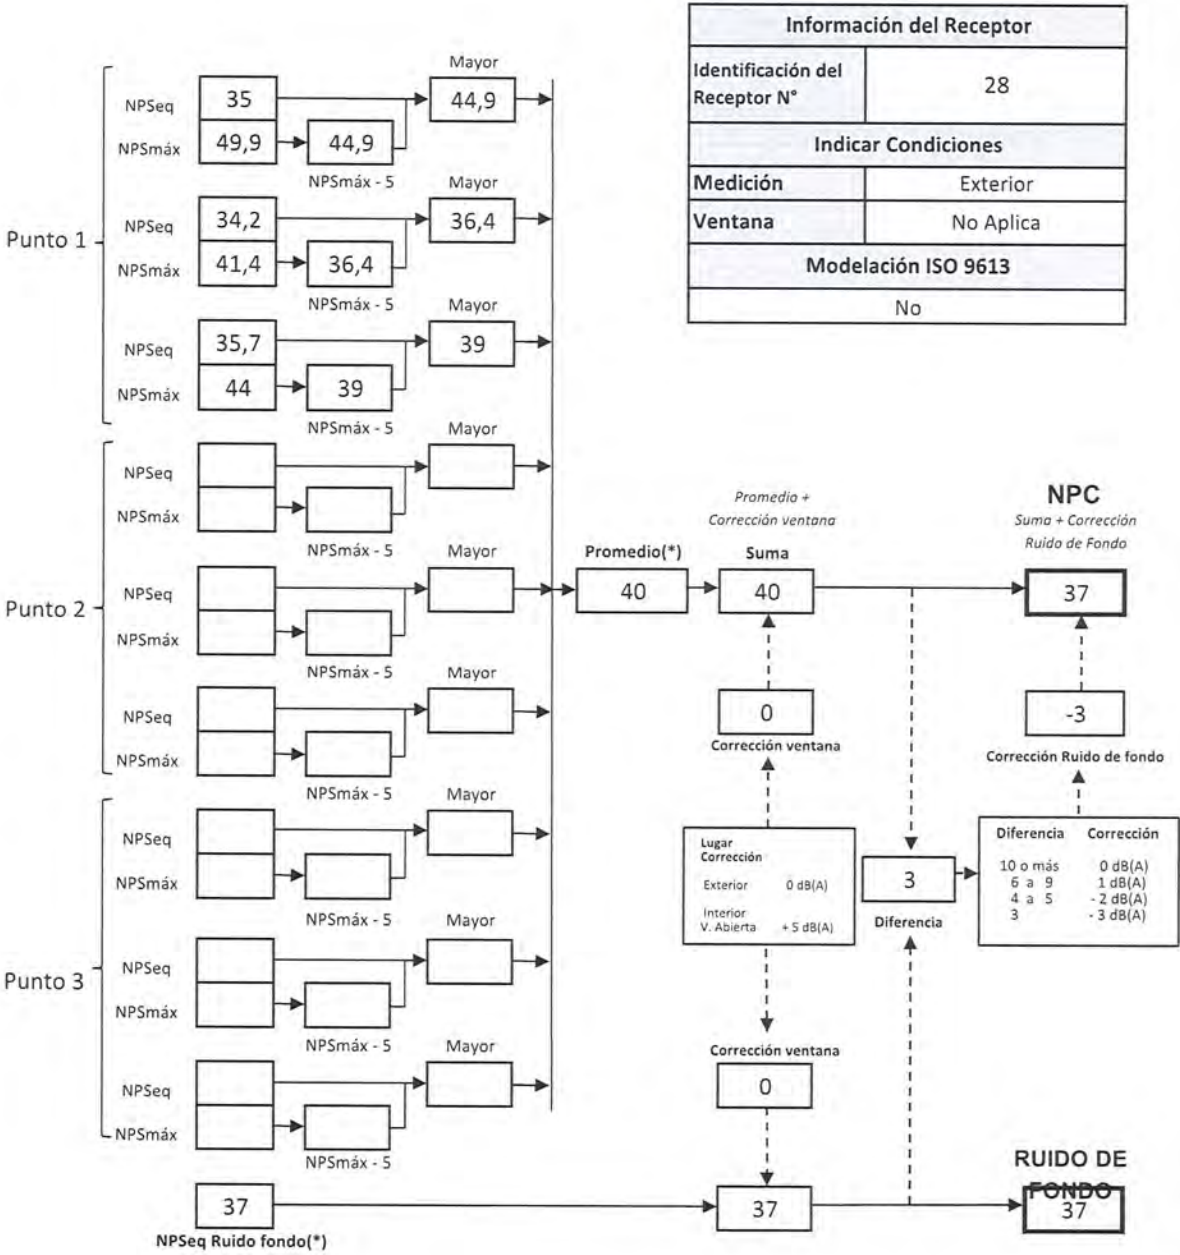 Información del Receptor
Identificación del Receptor N° 28
Indicar Condiciones
Medición Exterior
Ventana No Aplica
Modelación ISO 9613
No
Punto 1
Mayor
NPSeq 35 44,9
NPSmáx 49,9 44,9
NPSmáx - 5
Mayor
NPSeq 34,2 36,4
NPSmáx 41,4 36,4
NPSmáx - 5
Mayor
NPSeq 35,7 39
NPSmáx 44 39
NPSmáx - 5
Punto 2
Mayor
NPSeq
NPSmáx
NPSmáx - 5
Mayor
NPSeq
NPSmáx
NPSmáx - 5
Mayor
NPSeq
NPSmáx
NPSmáx - 5
Punto 3
Mayor
NPSeq
NPSmáx
NPSmáx - 5
Mayor
NPSeq
NPSmáx
NPSmáx - 5
Mayor
NPSeq
NPSmáx
NPSmáx - 5
37
NPSeq Ruido fondo(*)
Promedio(*)
40
Promedio +
Corrección ventana
Suma
40
0
Corrección ventana
Lugar
Corrección
Exterior 0 dB(A)
Interior
V. Abierta + 5 dB(A)
Corrección ventana
0
37
3
Diferencia
NPC
Suma + Corrección
Ruido de Fondo
37
-3
Corrección Ruido de fondo
Diferencia Corrección
10 o más 0 dB(A)
6 a 9 1 dB(A)
4 a 5 - 2 dB(A)
3 - 3 dB(A)
RUIDO DE
FONDO
37